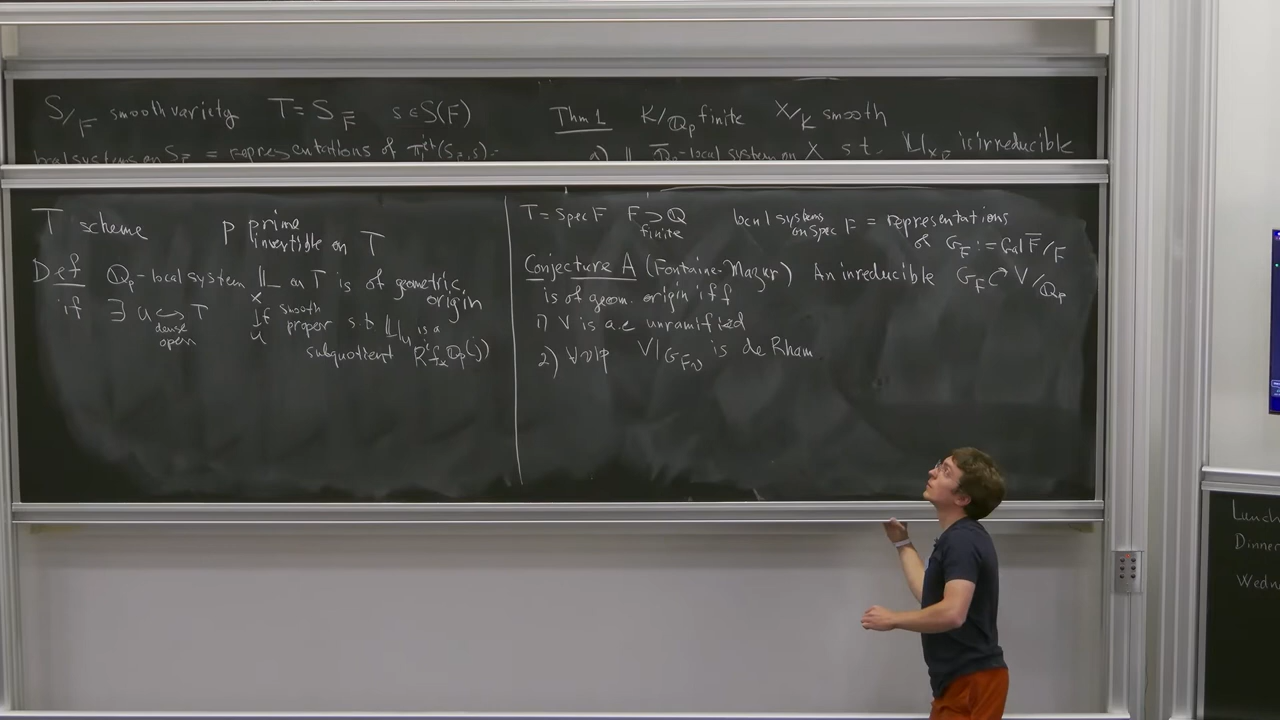 S/F smooth variety T = S_F̄ s ∈ S(F)
local systems on S_F̄ = representations of π₁^ét(S_F̄, s).
Thm 1 K/Q_p finite X/K smooth
a) 𝕃 Q̄_p-local system on X s.t. 𝕃|X_K̄ is irreducible
T scheme p prime invertible on T
Def Q_p-local system 𝕃 on T is of geometric origin
if ∃ U ↪ T dense open X ↓f U smooth proper s.t. 𝕃|_U is a
subquotient R^i f_* Q_p(j)
T = Spec F F ⊃ Q finite local systems on Spec F = representations
of G_F := Gal F̄/F
Conjecture A (Fontaine-Mazur) An irreducible G_F ↷ V/Q_p
is of geom. origin iff
1) V is a.e unramified
2) ∀v|p V|_{G_{F_v}} is de Rham
Lunch
Dinner